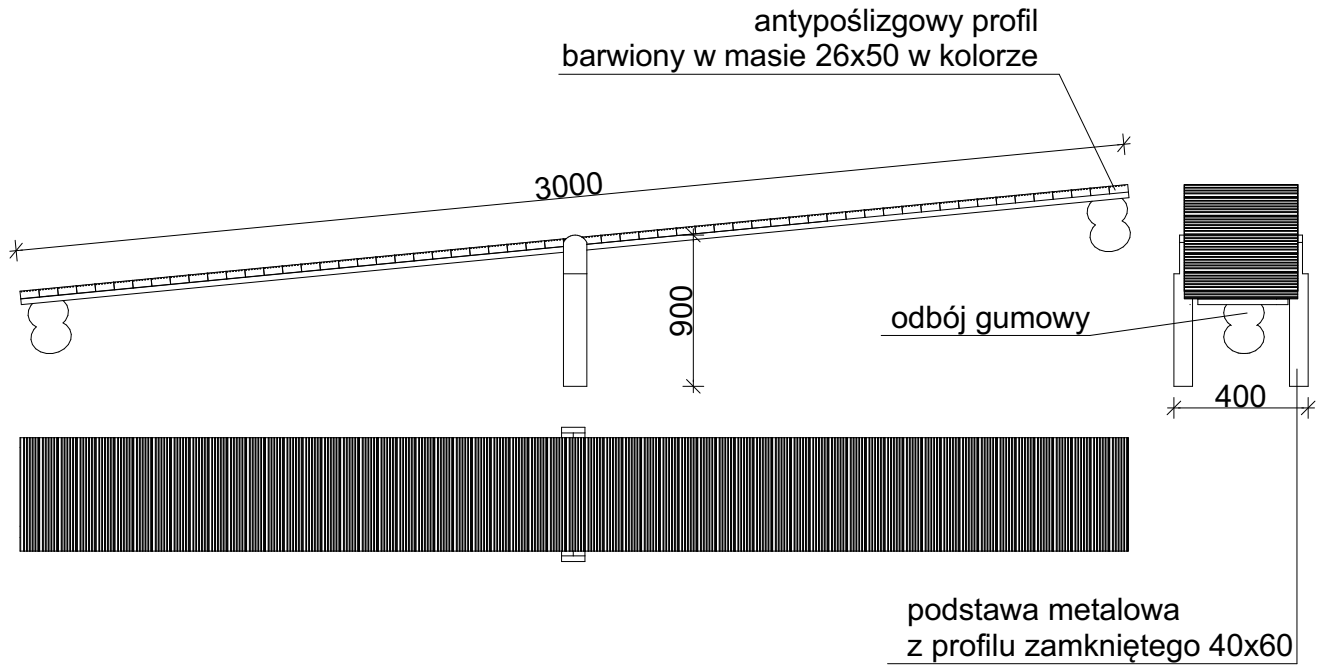 antypoślizgowy profil
barwiony w masie 26x50 w kolorze
3000
900
odbój gumowy
400
podstawa metalowa
z profilu zamkniętego 40x60